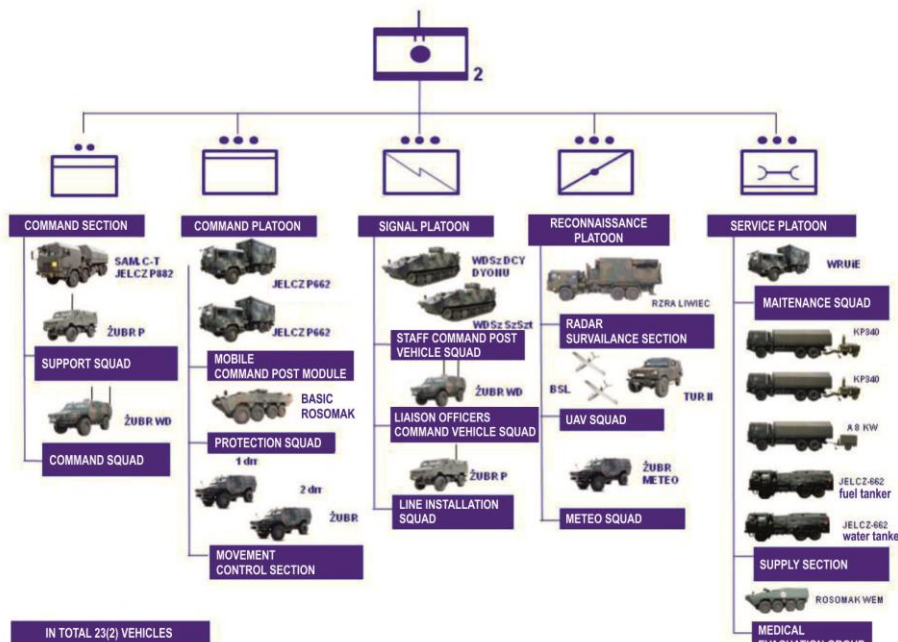 2
COMMAND SECTION
SAM. C-T
JELCZ P882
ŻUBR P
SUPPORT SQUAD
ŻUBR WD
COMMAND SQUAD
COMMAND PLATOON
JELCZ P662
JELCZ P662
MOBILE
COMMAND POST MODULE
BASIC
ROSOMAK
PROTECTION SQUAD
1 drr
2 drr
ŻUBR
MOVEMENT
CONTROL SECTION
SIGNAL PLATOON
WDSz DCY
DYONU
WDSz SzSzt
STAFF COMMAND POST
VEHICLE SQUAD
ŻUBR WD
LIAISON OFFICERS
COMMAND VEHICLE SQUAD
ŻUBR P
LINE INSTALLATION
SQUAD
RECONNAISSANCE
PLATOON
RZRA LIWIEC
RADAR
SURVAILANCE SECTION
BSL
TUR II
UAV SQUAD
ŻUBR
METEO
METEO SQUAD
SERVICE PLATOON
WRUiE
MAITENANCE SQUAD
KP340
KP340
A 8 KW
JELCZ-662
fuel tanker
JELCZ-662
water tanke
SUPPLY SECTION
ROSOMAK WEM
MEDICAL
EVACUATION GROUP
IN TOTAL 23(2) VEHICLES